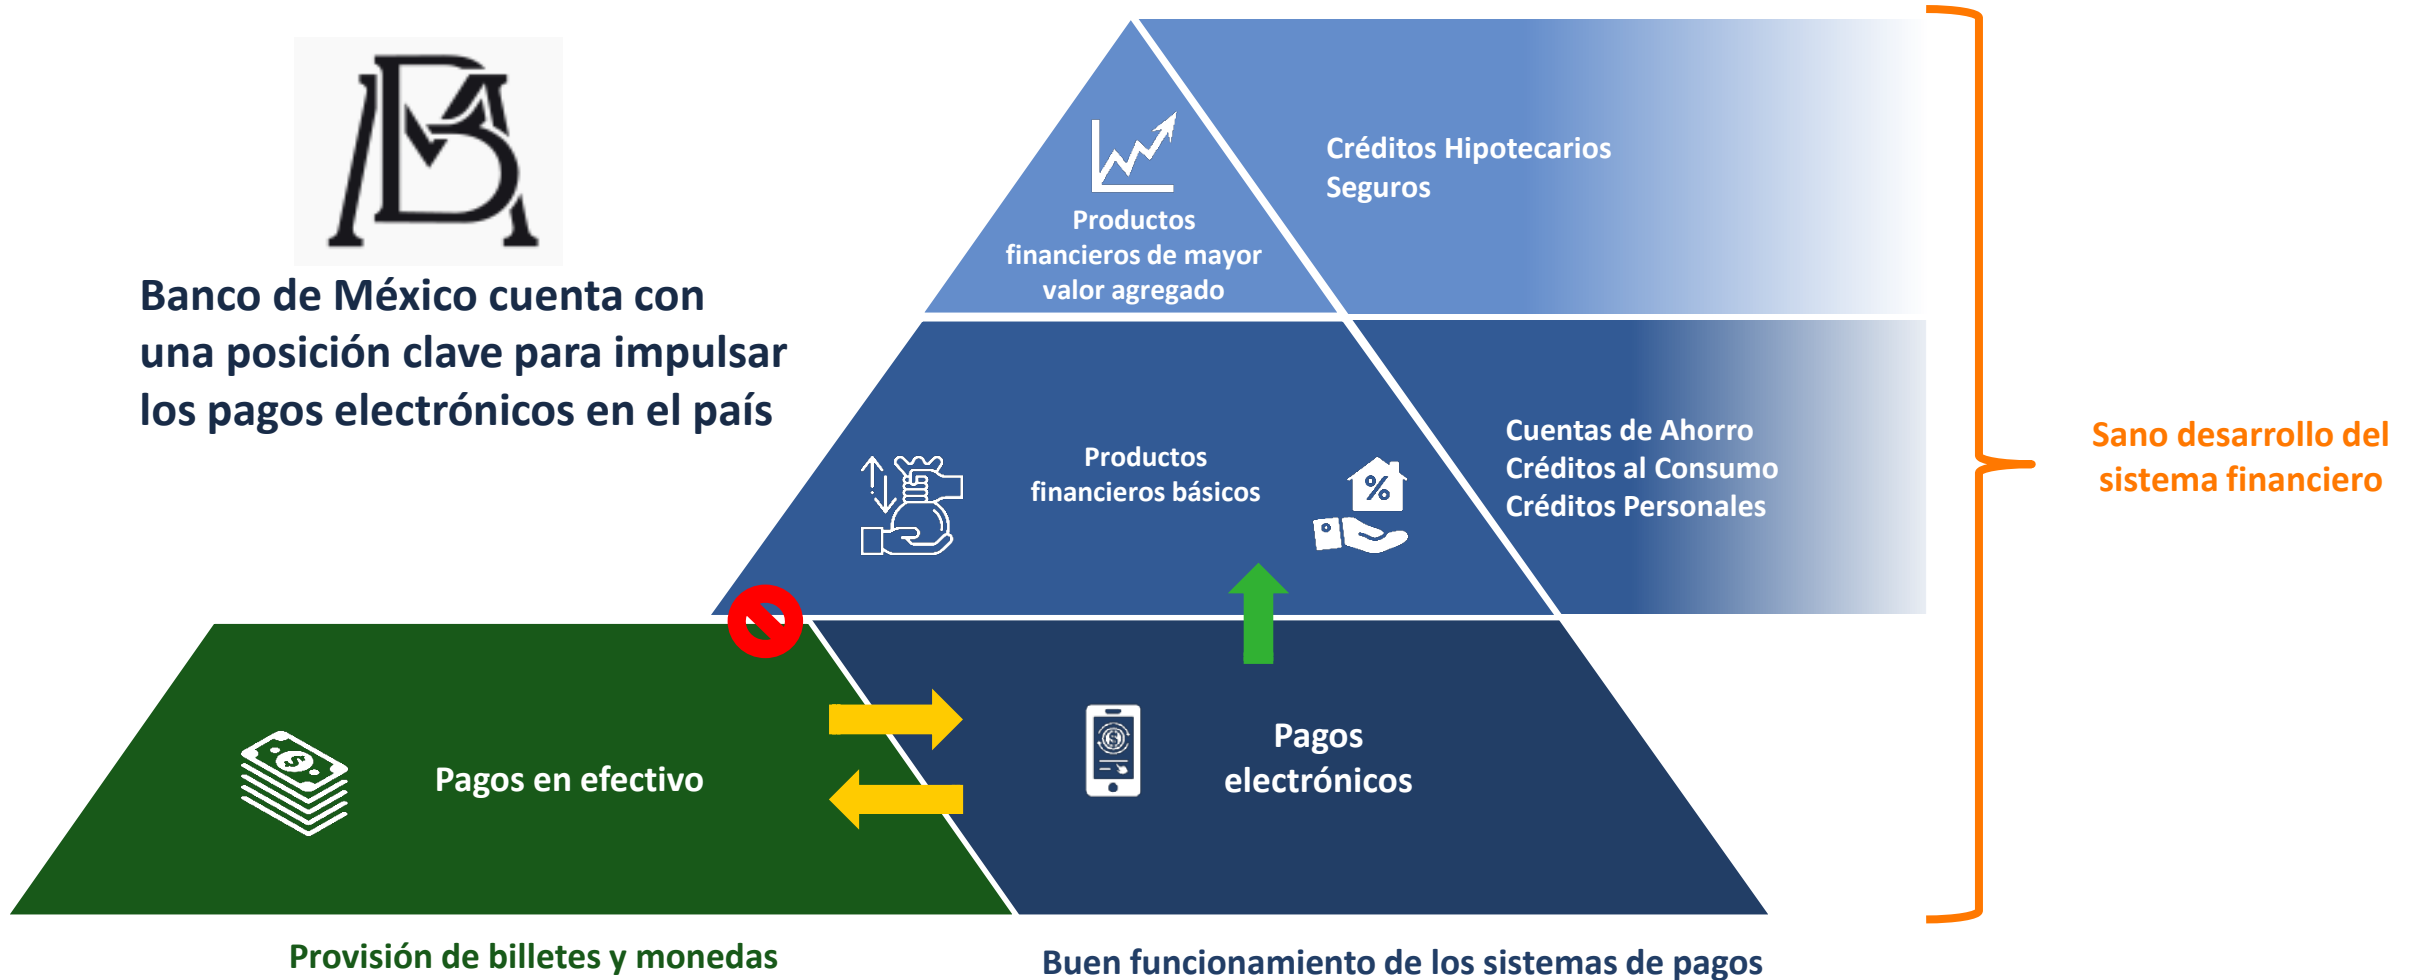 Banco de México cuenta con
una posición clave para impulsar
los pagos electrónicos en el país
Productos
financieros de mayor
valor agregado
Créditos Hipotecarios
Seguros
Productos
financieros básicos
%
Cuentas de Ahorro
Créditos al Consumo
Créditos Personales
Sano desarrollo del
sistema financiero
Pagos en efectivo
Pagos
electrónicos
Provisión de billetes y monedas
Buen funcionamiento de los sistemas de pagos